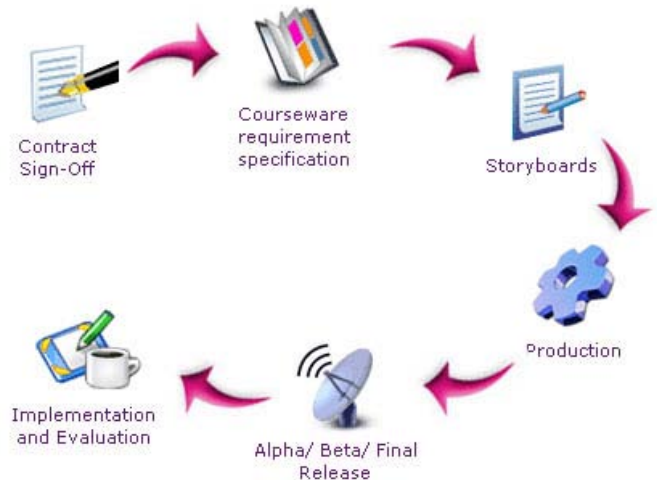 Contract
Sign-Off
Courseware
requirement
specification
Storyboards
Production
Alpha/ Beta/ Final
Release
Implementation
and Evaluation